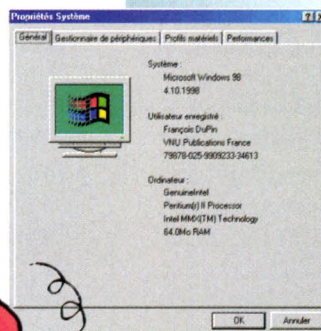 Propriétés Système
Général Gestionnaire de périphériques Profils matériels Performances
Système :
Microsoft Windows 98
4.10.1998
Utilisateur enregistré :
François DuPin
VNU Publications France
79878-025-9909233-34613
Ordinateur :
GenuineIntel
Pentium(r) II Processor
Intel MMX(TM) Technology
64.0Mo RAM
OK Annuler